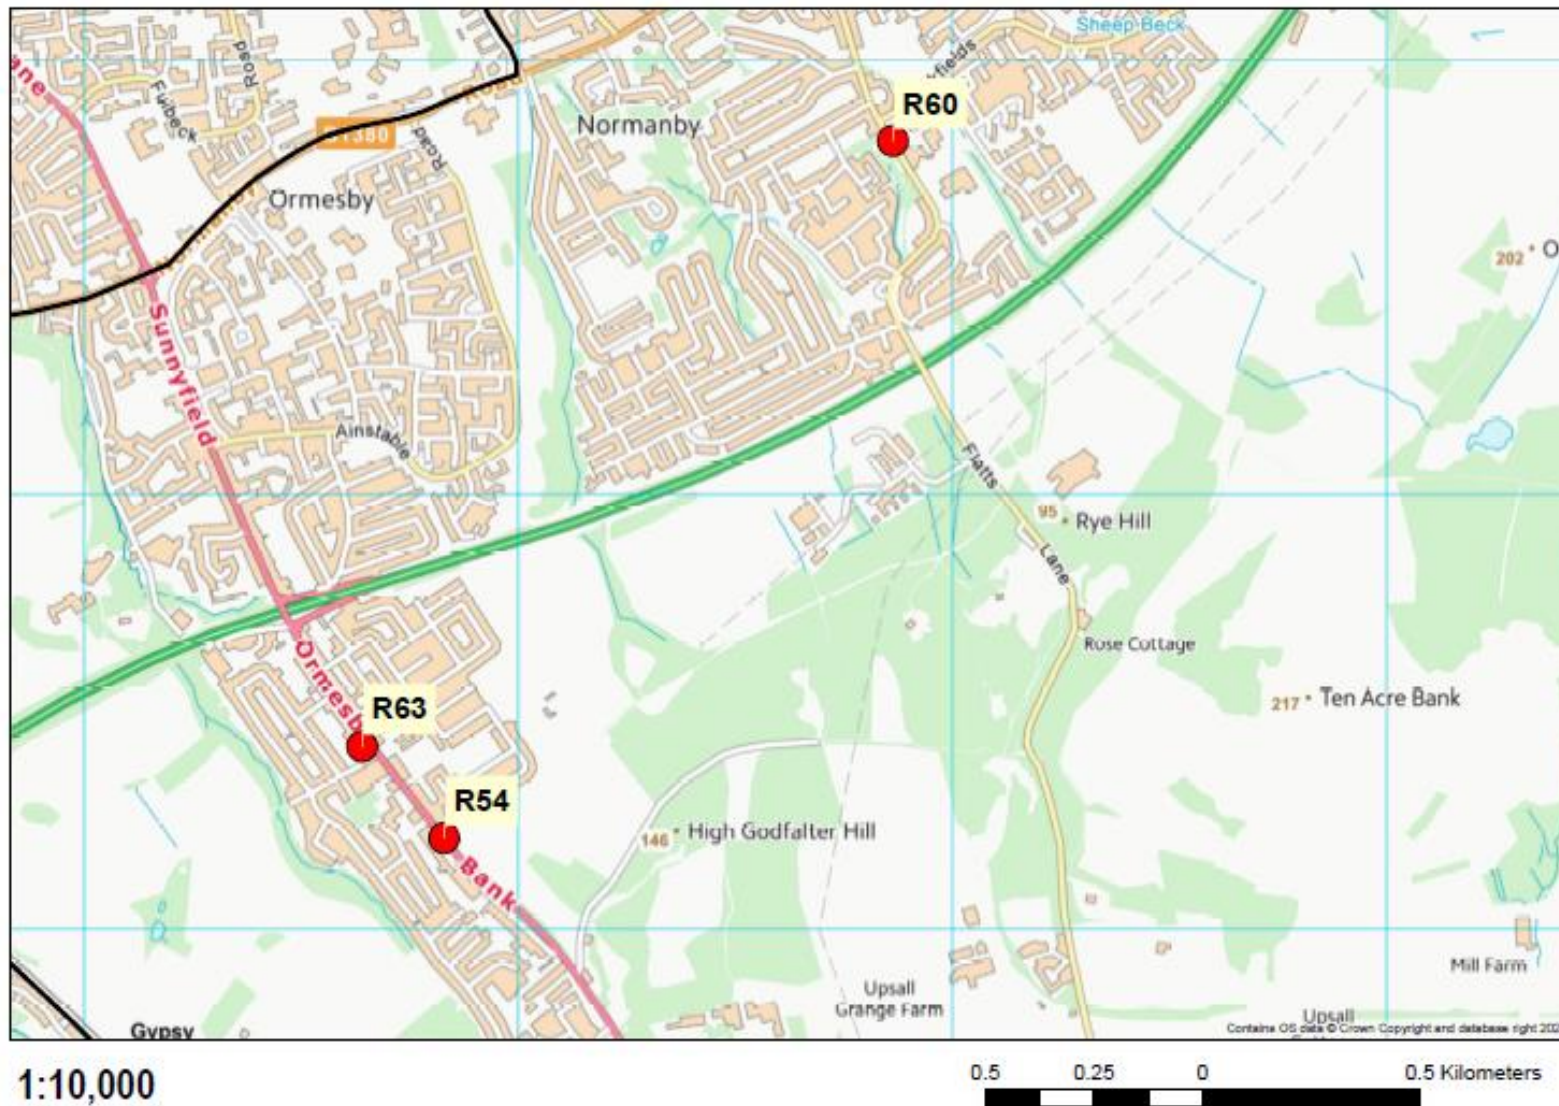 Sheep Beck
R60
Normanby
Road
Fulbeck
Road
Ormesby
202
Sunnyfield
Ainstable
Flatts
Lane
95
Rye Hill
Rose Cottage
217
Ten Acre Bank
Ormesby
R63
R54
Bank
146
High Godfalter Hill
Upsall
Grange Farm
Mill Farm
Upsall
Gypsy
Contains OS data © Crown Copyright and database right
1:10,000
0.5 0.25 0 0.5 Kilometers